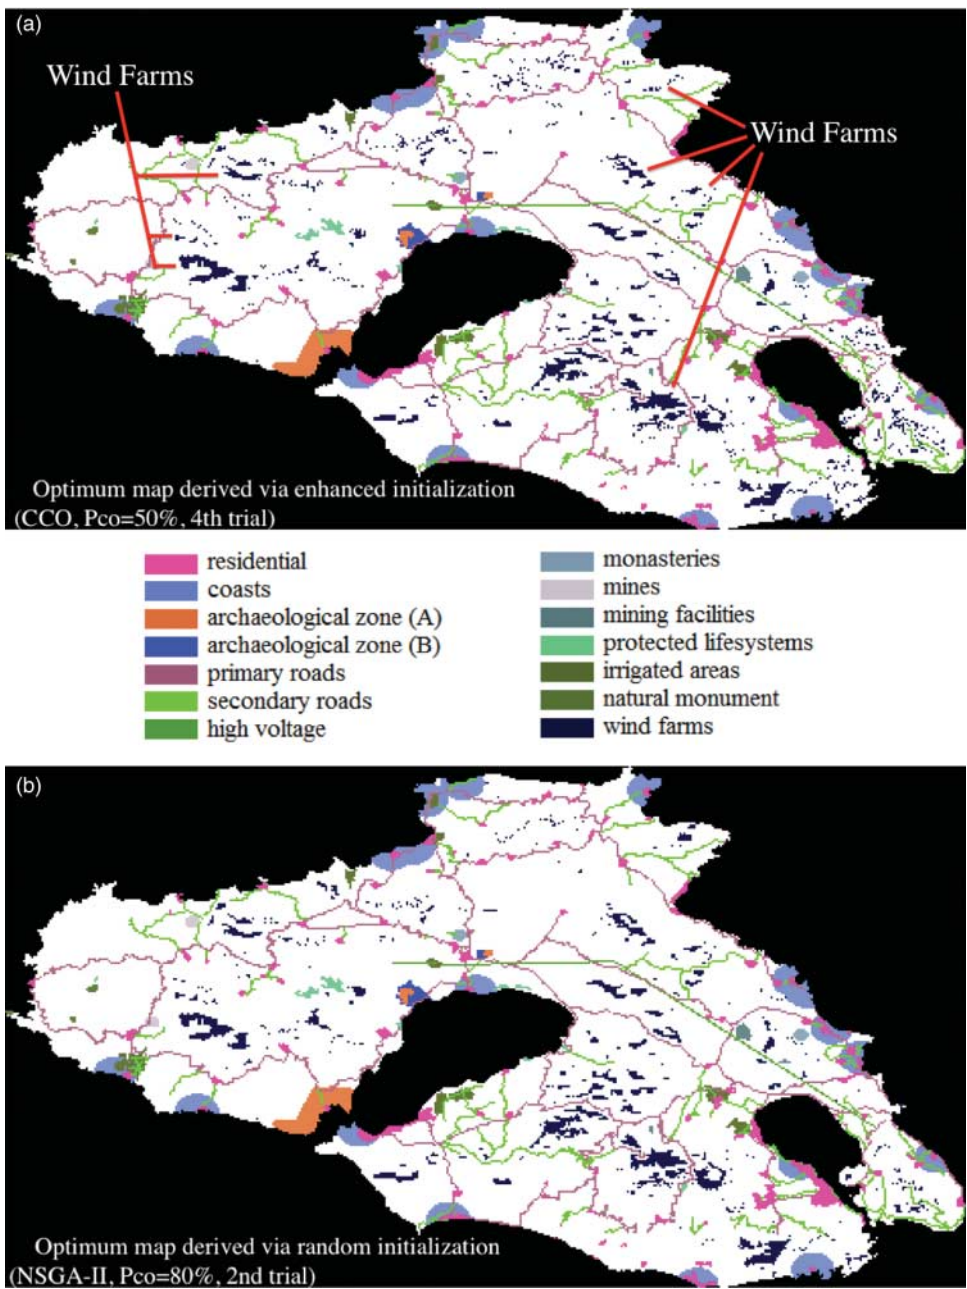 (a)
Wind Farms
Wind Farms
Optimum map derived via enhanced initialization
(CCO, Pco=50%, 4th trial)
residential
coasts
archaeological zone (A)
archaeological zone (B)
primary roads
secondary roads
high voltage
monasteries
mines
mining facilities
protected lifesystems
irrigated areas
natural monument
wind farms
(b)
Optimum map derived via random initialization
(NSGA-II, Pco=80%, 2nd trial)